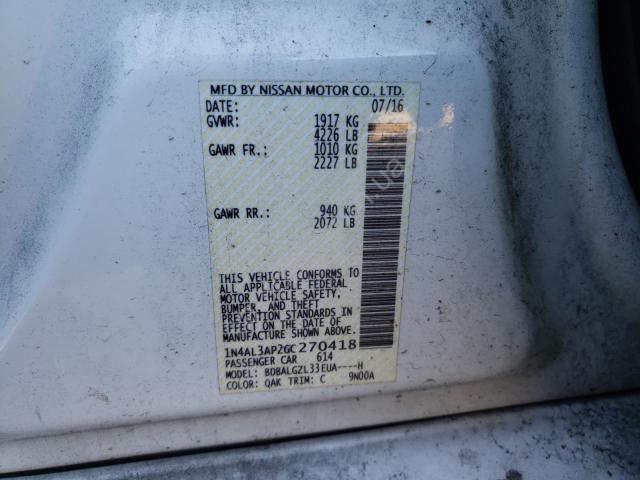 MFD BY NISSAN MOTOR CO., LTD.
DATE: 07/16
GVWR: 1917 KG
4226 LB
GAWR FR.: 1010 KG
2227 LB
GAWR RR.: 940 KG
2072 LB
THIS VEHICLE CONFORMS TO
ALL APPLICABLE FEDERAL
MOTOR VEHICLE SAFETY,
BUMPER, AND THEFT
PREVENTION STANDARDS IN
EFFECT ON THE DATE OF
MANUFACTURE SHOWN ABOVE.
1N4AL3AP2GC270418
PASSENGER CAR 614
MODEL: BDBALGZL33EUA----H
COLOR: QAK TRIM: C 9N00A